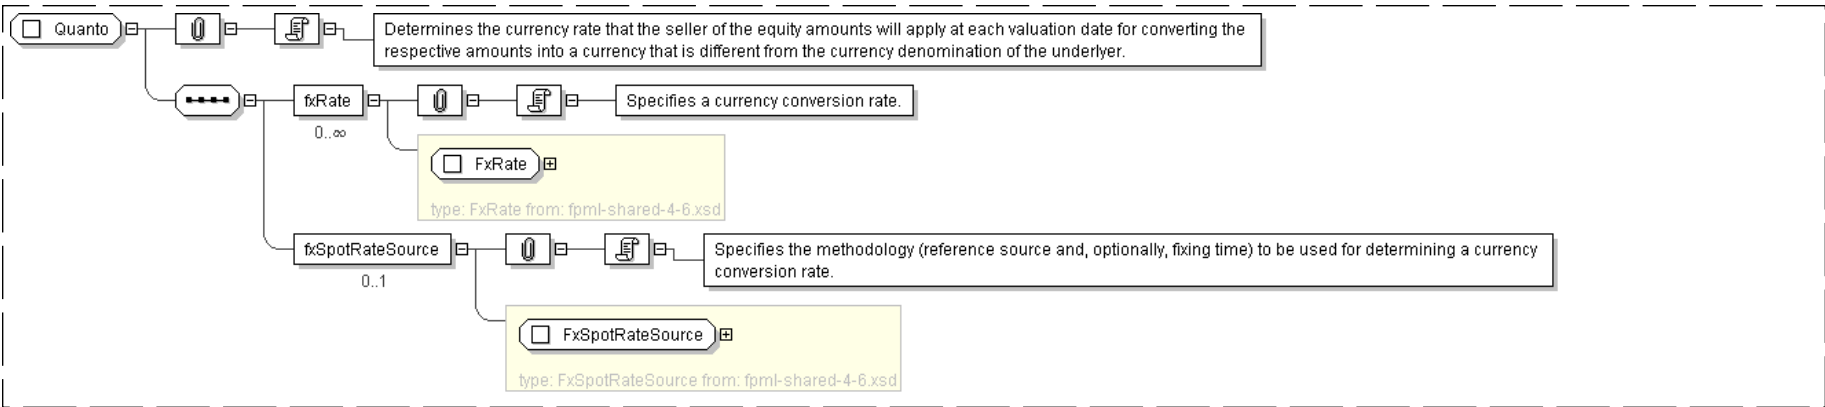 Quanto
Determines the currency rate that the seller of the equity amounts will apply at each valuation date for converting the
respective amounts into a currency that is different from the currency denomination of the underlyer.
fxRate
Specifies a currency conversion rate.
0..∞
FxRate
type: FxRate from: fpml-shared-4-6.xsd
fxSpotRateSource
Specifies the methodology (reference source and, optionally, fixing time) to be used for determining a currency
conversion rate.
0..1
FxSpotRateSource
type: FxSpotRateSource from: fpml-shared-4-6.xsd